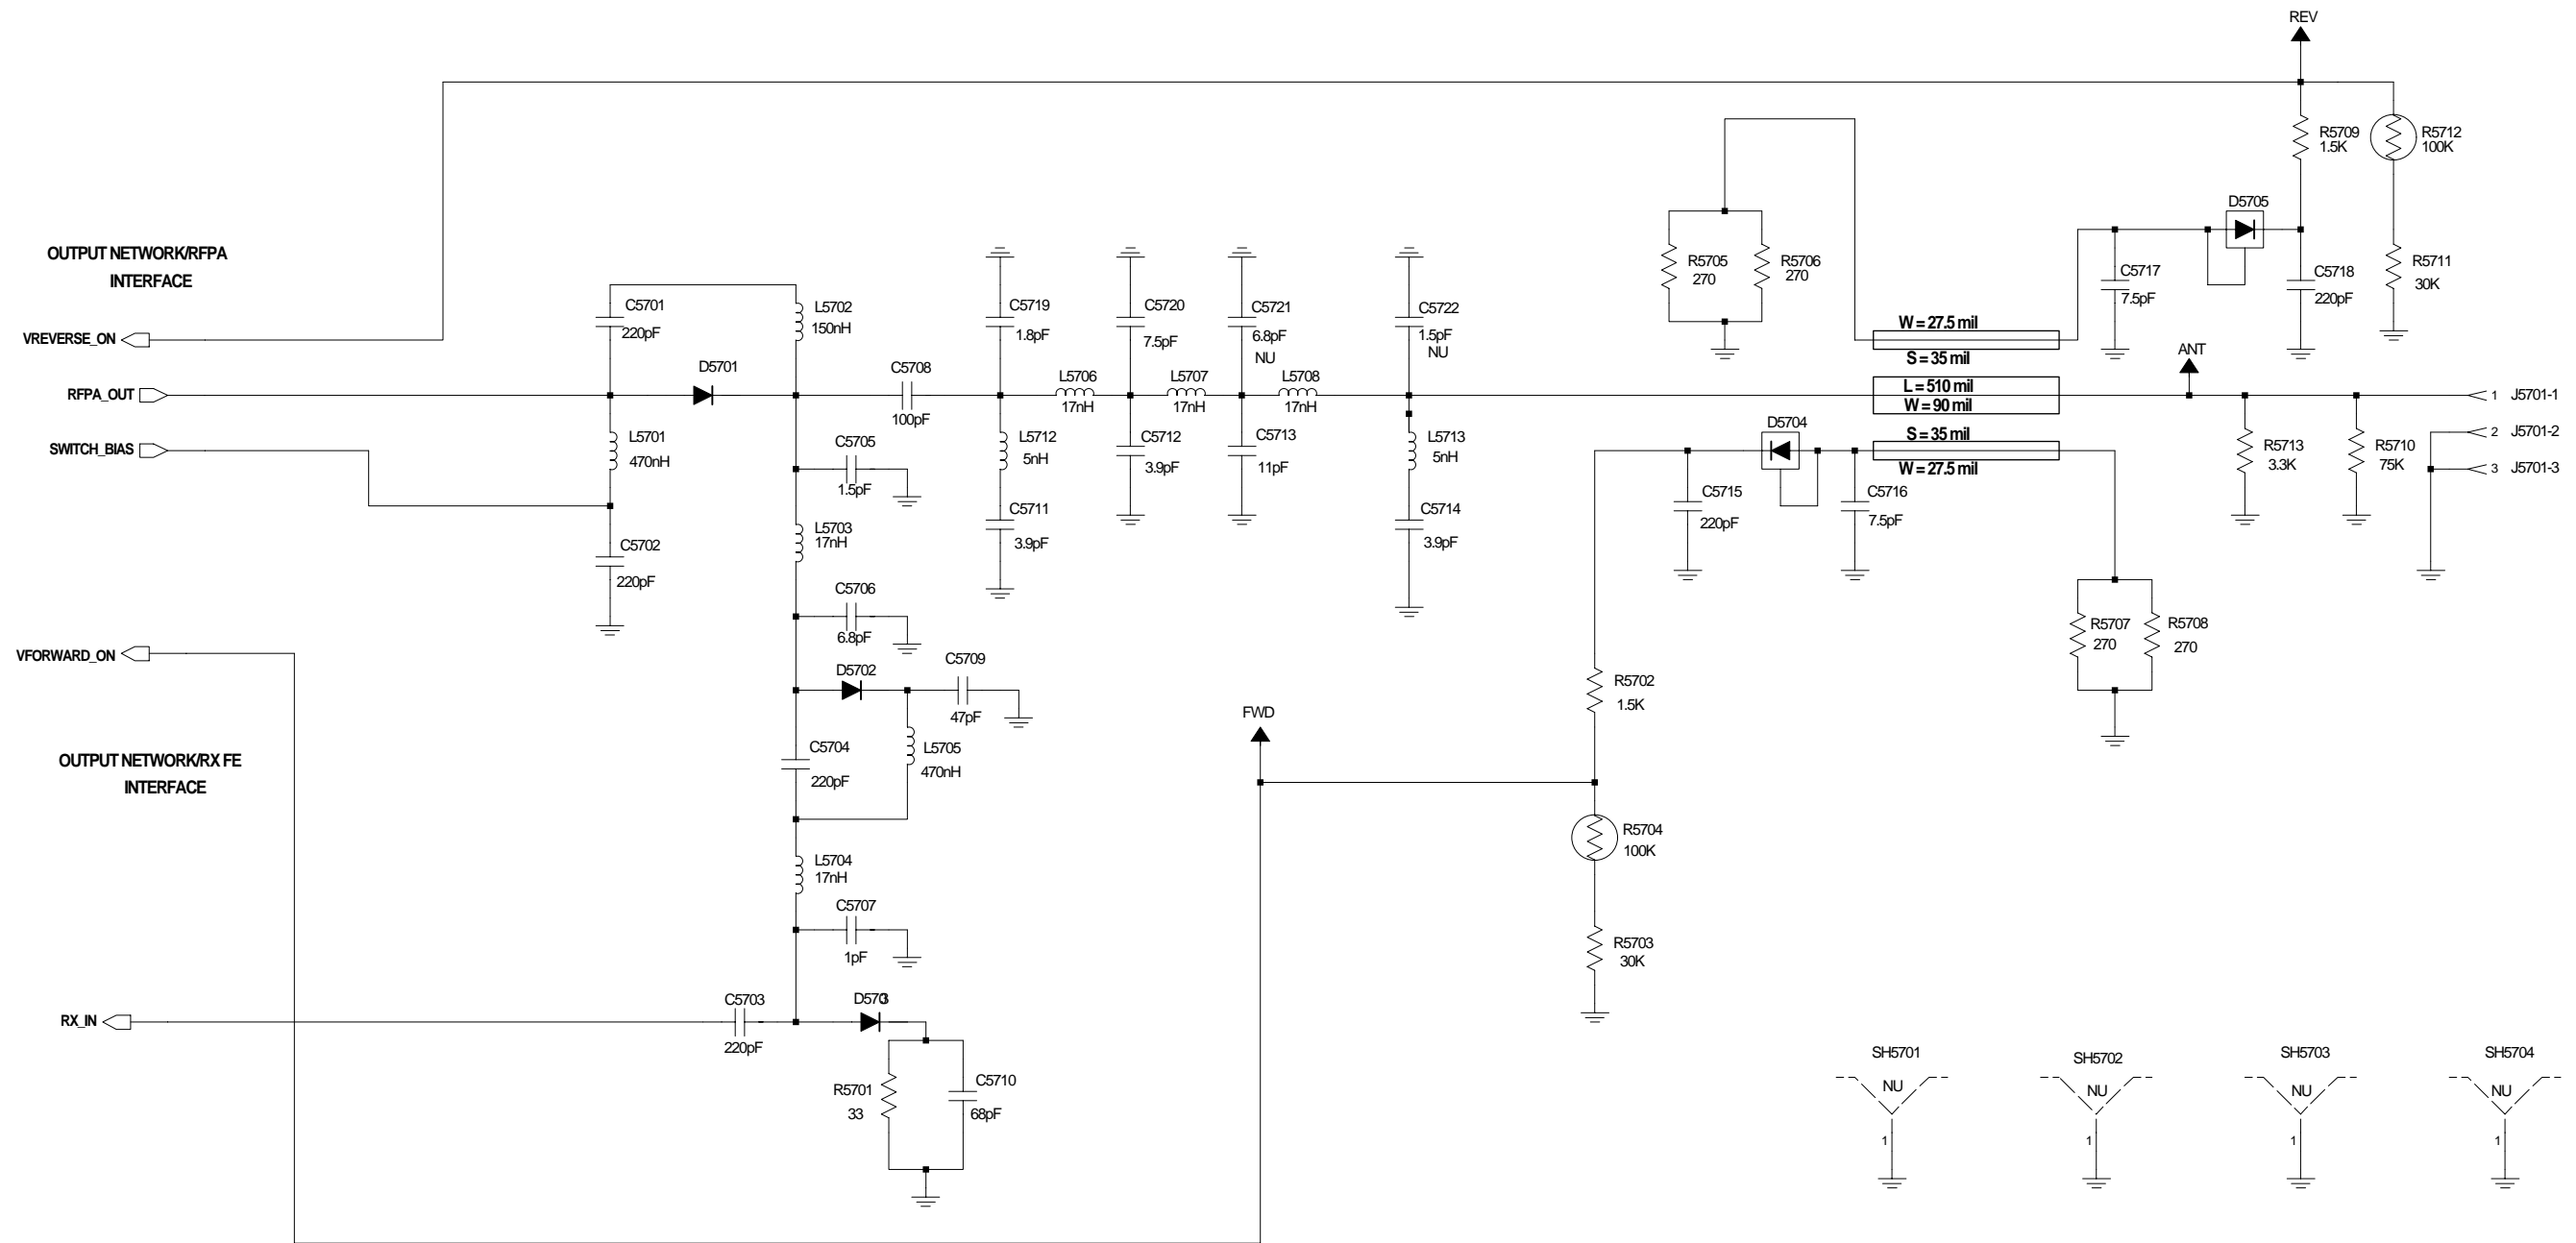 REV
R5709
1.5K
R5712
100K
D5705
OUTPUT NETWORK/RFPA
INTERFACE
R5705
270
R5706
270
C5717
7.5pF
C5718
220pF
R5711
30K
C5701
220pF
L5702
150nH
C5719
1.8pF
C5720
7.5pF
C5721
6.8pF
NU
C5722
1.5pF
NU
VREVERSE_ON
W = 27.5 mil
S = 35 mil
ANT
D5701
C5708
100pF
L5706
17nH
L5707
17nH
L5708
17nH
RFPA_OUT
L = 510 mil
W = 90 mil
1 J5701-1
SWITCH_BIAS
L5701
470nH
C5705
1.5pF
L5712
5nH
C5712
3.9pF
C5713
11pF
L5713
5nH
D5704
S = 35 mil
W = 27.5 mil
R5713
3.3K
R5710
75K
2 J5701-2
3 J5701-3
C5715
220pF
C5716
7.5pF
C5711
3.9pF
C5714
3.9pF
L5703
17nH
C5702
220pF
C5706
6.8pF
R5707
270
R5708
270
VFORWARD_ON
D5702
C5709
47pF
R5702
1.5K
FWD
C5704
220pF
L5705
470nH
OUTPUT NETWORK/RX FE
INTERFACE
R5704
100K
L5704
17nH
C5707
1pF
R5703
30K
RX_IN
C5703
220pF
D5703
R5701
33
C5710
68pF
SH5701
NU
1
SH5702
NU
1
SH5703
NU
1
SH5704
NU
1